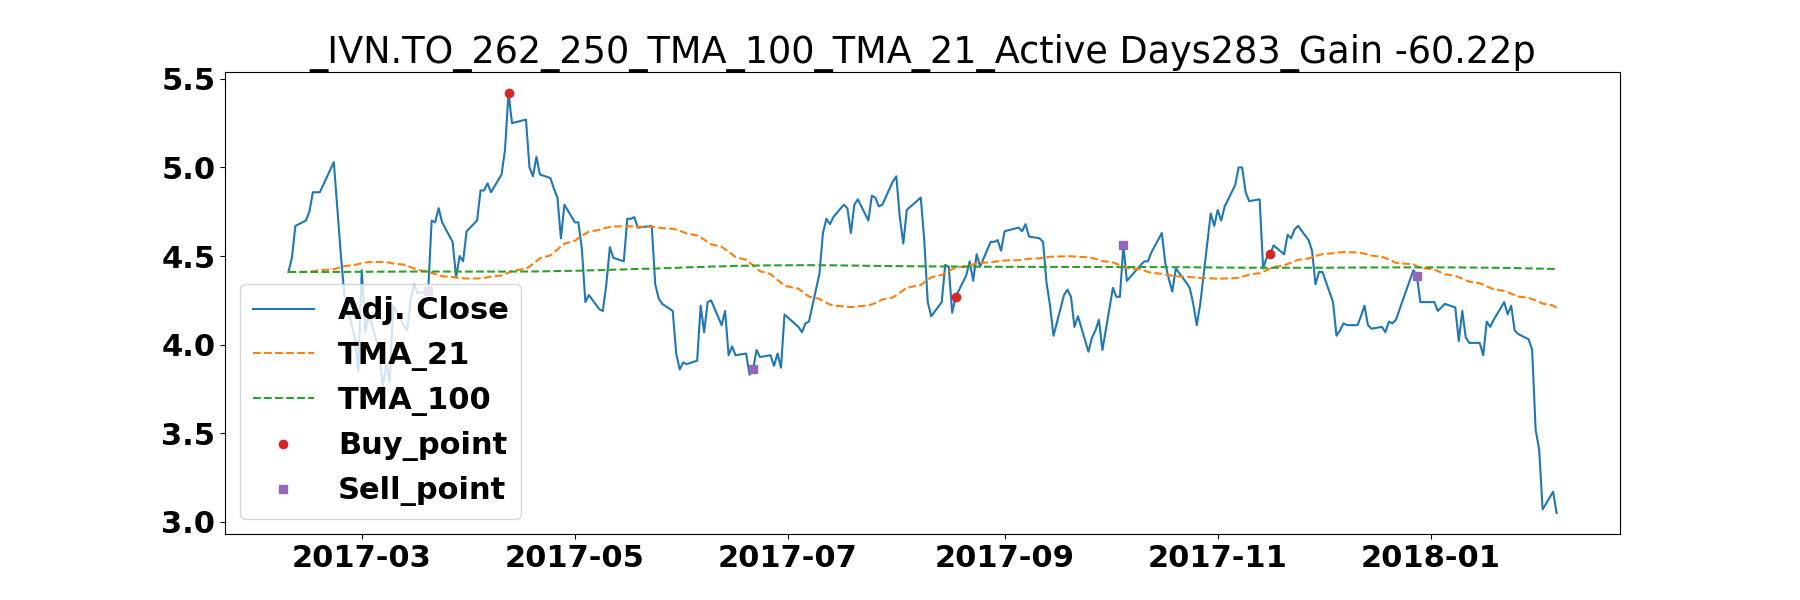 _IVN.TO_262_250_TMA_100_TMA_21_Active Days283_Gain -60.22p
5.5
5.0
4.5
4.0
3.5
3.0
Adj. Close
TMA_21
TMA_100
Buy_point
Sell_point
2017-03 2017-05 2017-07 2017-09 2017-11 2018-01